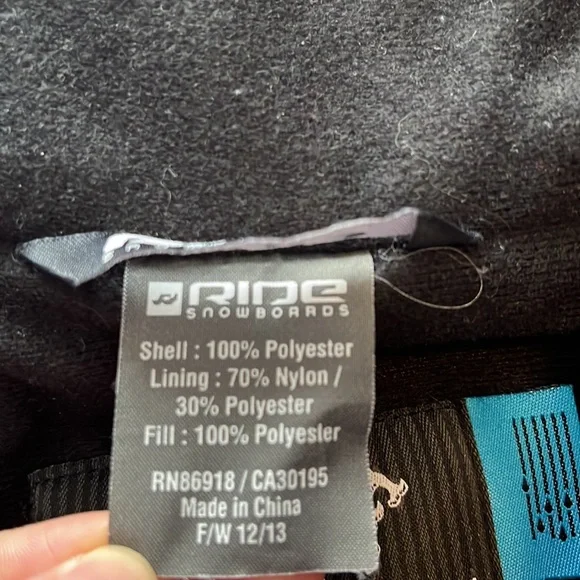 RIDE
SNOWBOARDS
Shell : 100% Polyester
Lining : 70% Nylon /
30% Polyester
Fill : 100% Polyester
RN86918 / CA30195
Made in China
F/W 12/13